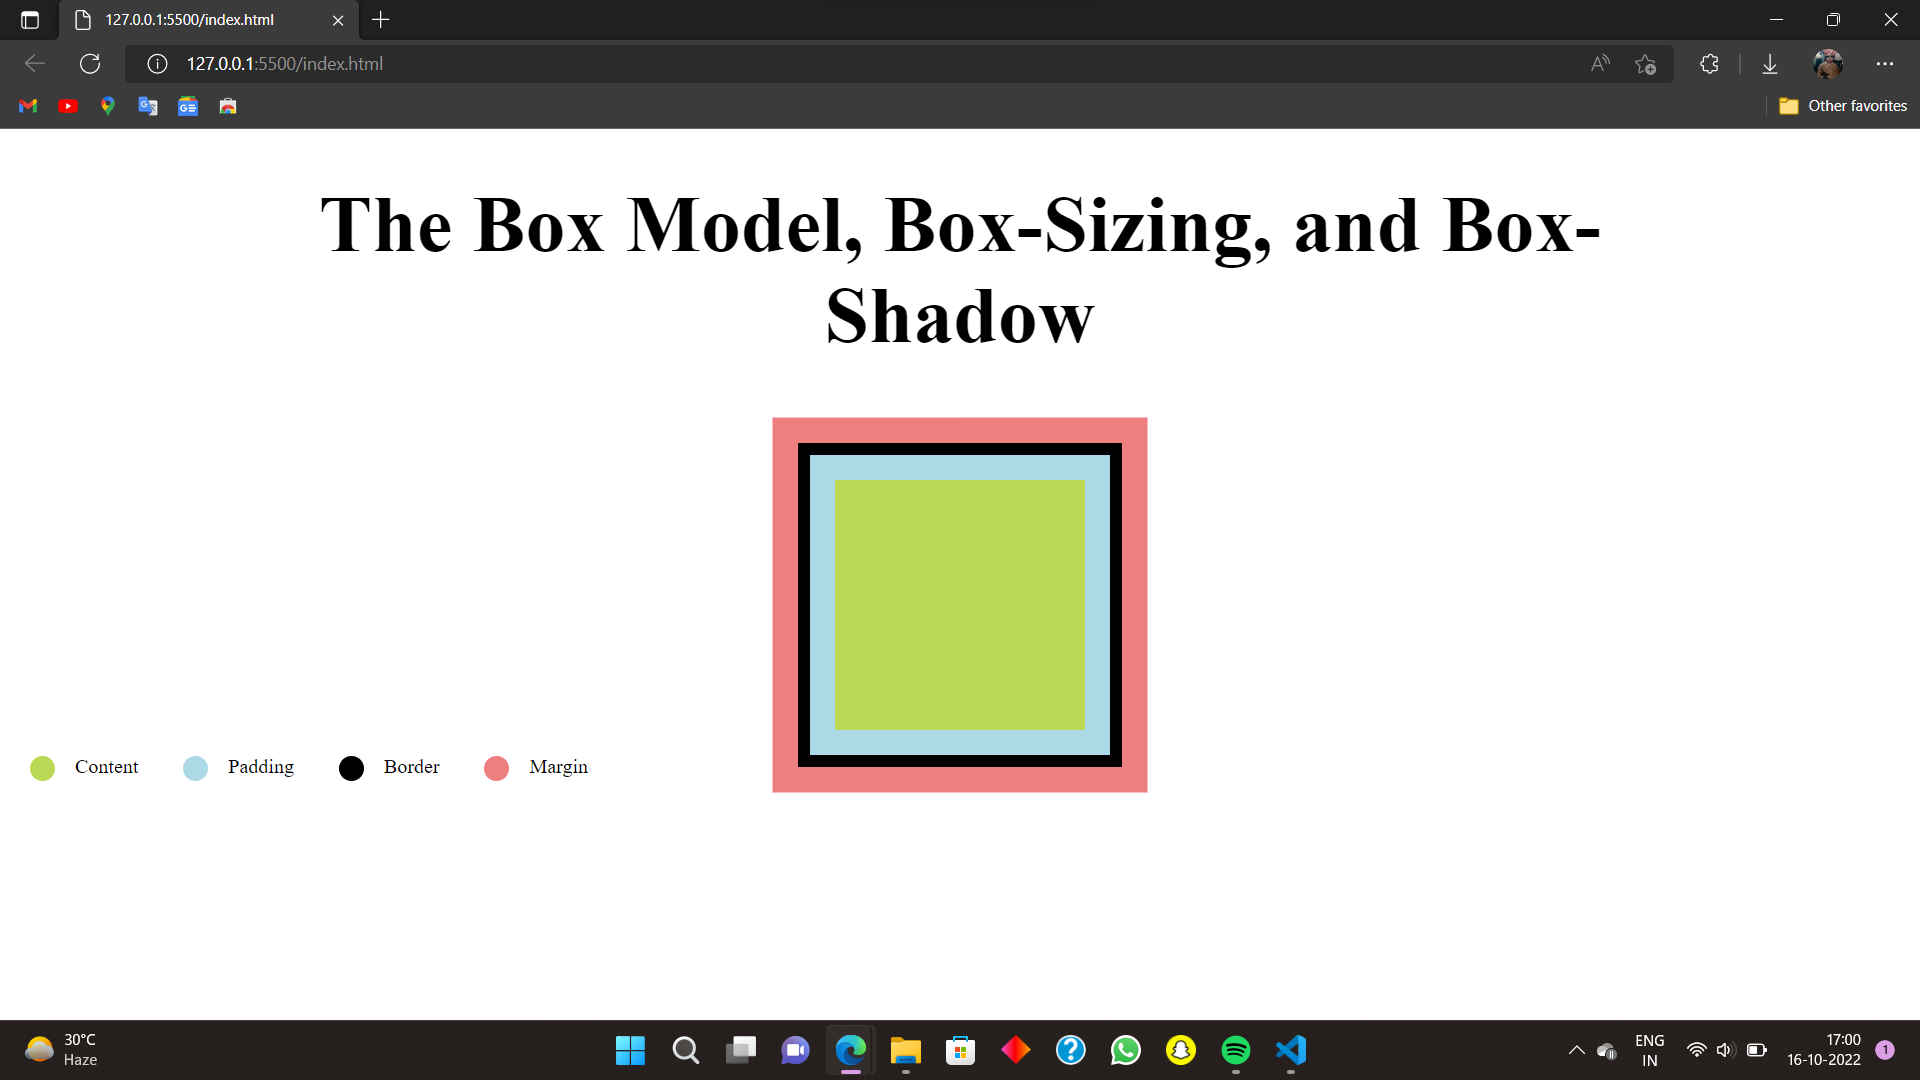 127.0.0.1:5500/index.html
127.0.0.1:5500/index.html
Other favorites
The Box Model, Box-Sizing, and Box-
Shadow
Content
Padding
Border
Margin
30°C
Haze
ENG
IN
17:00
16-10-2022
1